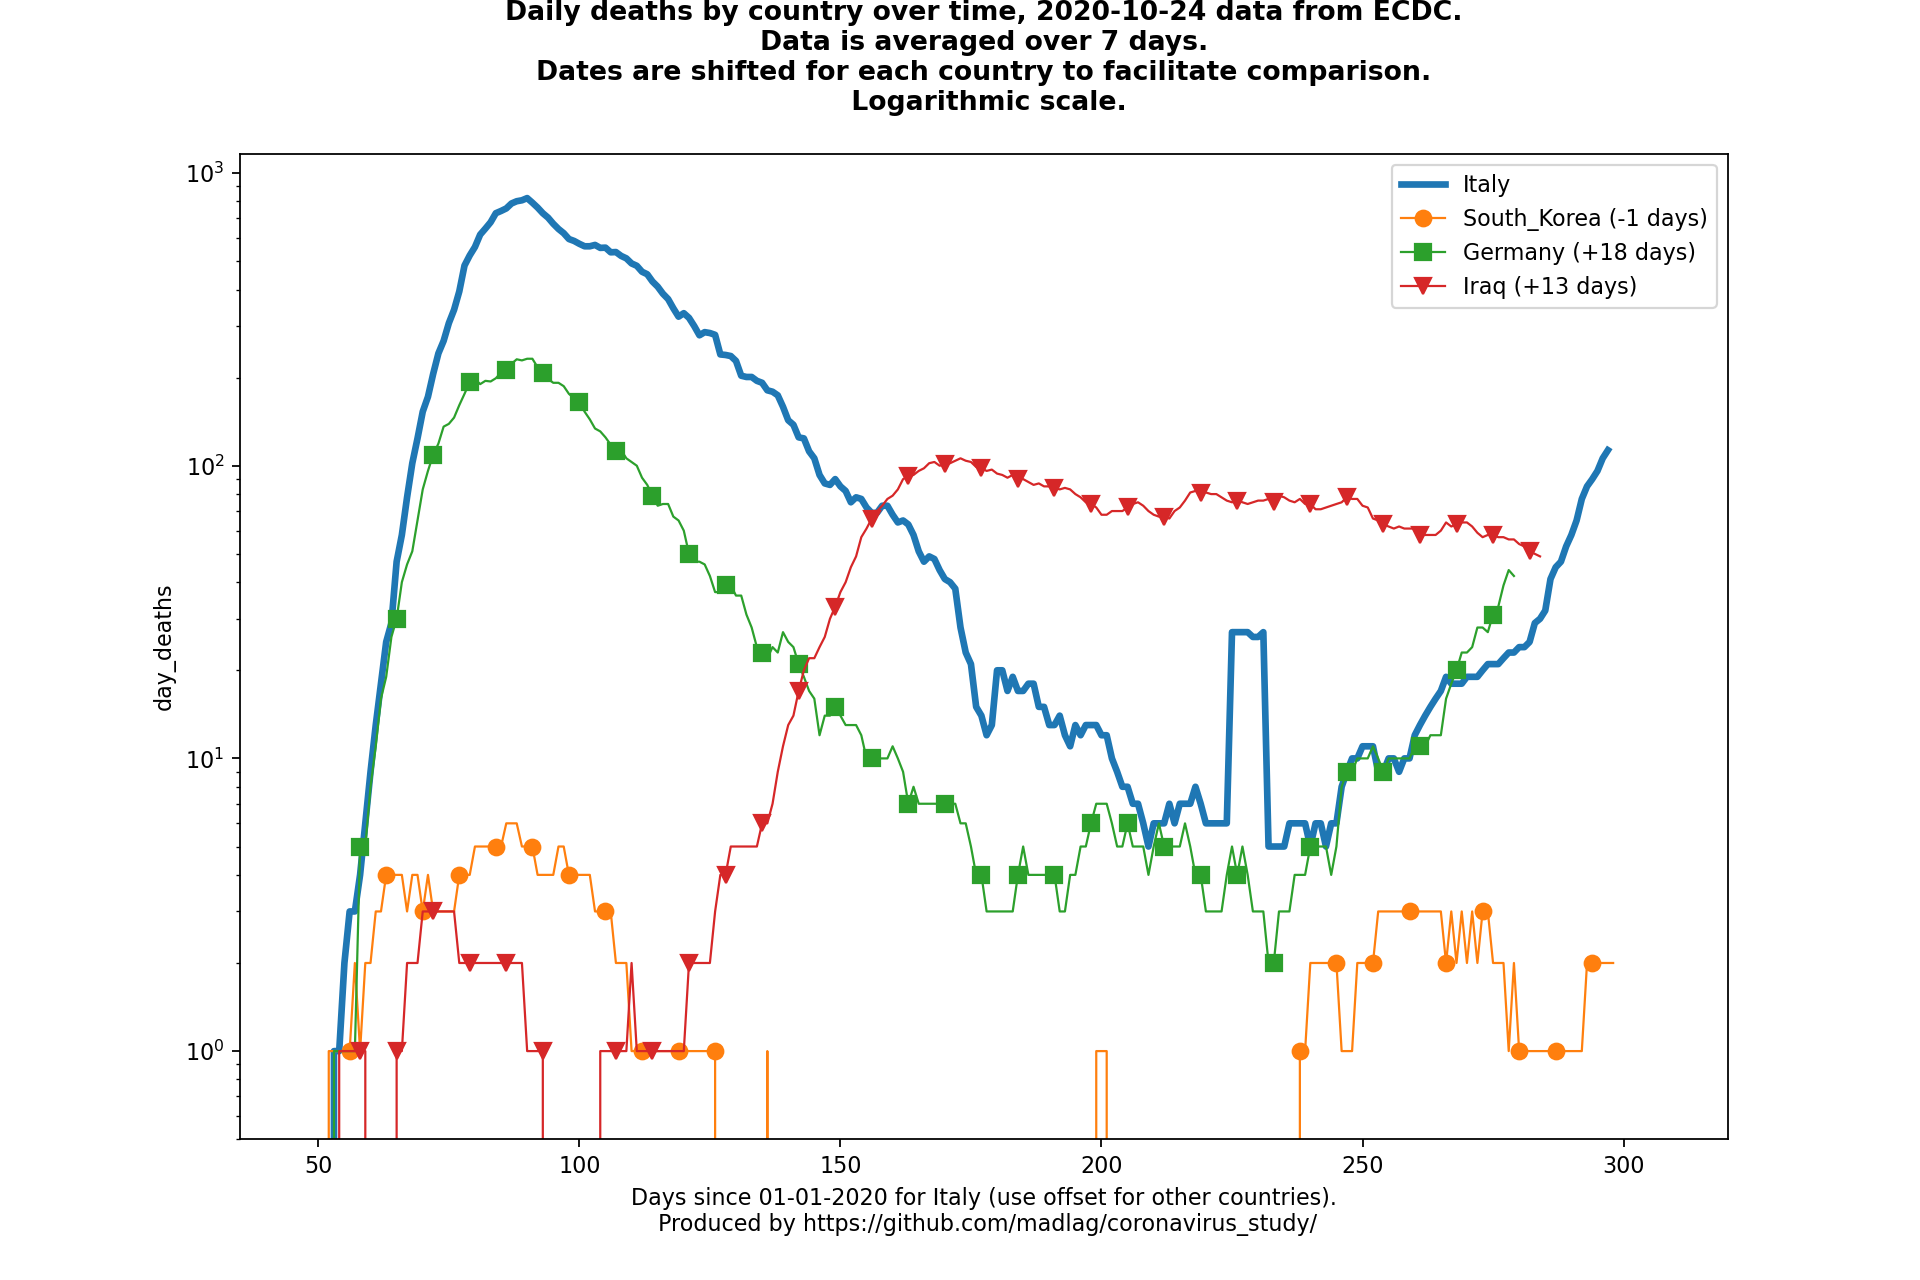 Daily deaths by country over time, 2020-10-24 data from ECDC.
Data is averaged over 7 days.
Dates are shifted for each country to facilitate comparison.
Logarithmic scale.
10³
10²
10¹
10⁰
day_deaths
Italy
South_Korea (-1 days)
Germany (+18 days)
Iraq (+13 days)
50 100 150 200 250 300
Days since 01-01-2020 for Italy (use offset for other countries).
Produced by https://github.com/madlag/coronavirus_study/